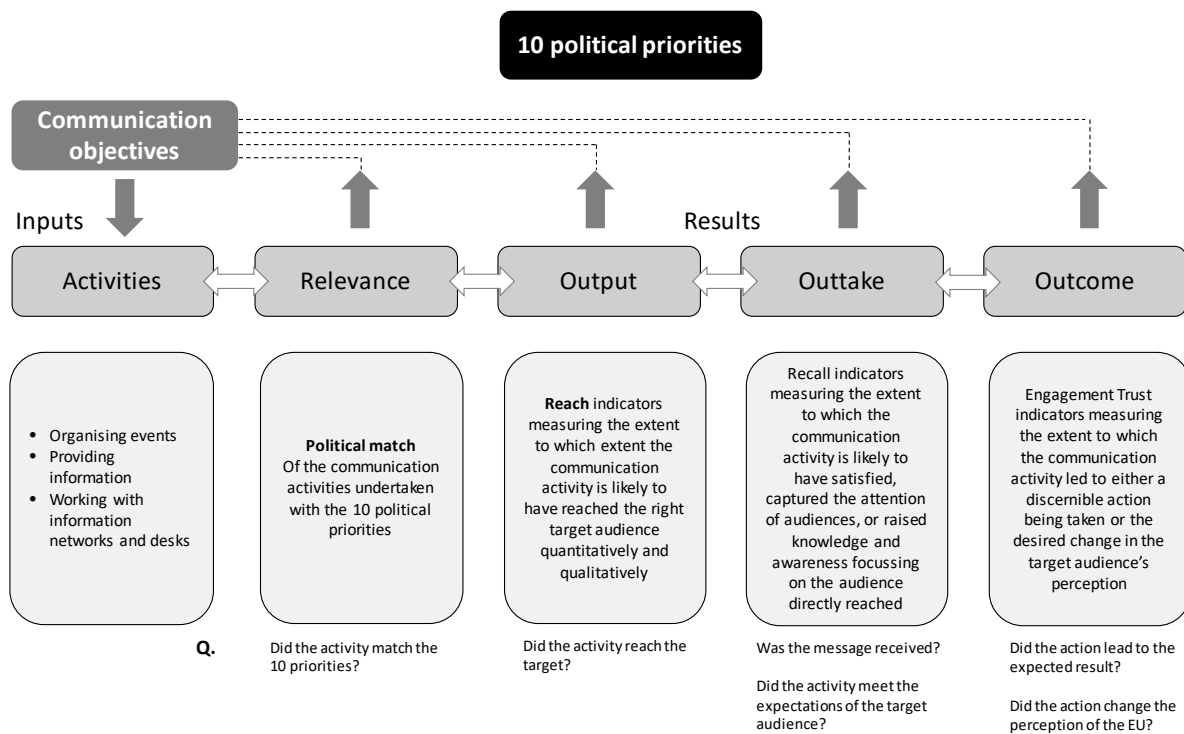 10 political priorities
Communication
objectives
Inputs
Results
Activities
Relevance
Output
Outtake
Outcome
• Organising events
• Providing
information
• Working with
information
networks and desks
Political match
Of the communication
activities undertaken
with the 10 political
priorities
Reach indicators
measuring the extent
to which extent the
communication
activity is likely to
have reached the right
target audience
quantitatively and
qualitatively
Recall indicators
measuring the extent
to which the
communication
activity is likely to
have satisfied,
captured the attention
of audiences, or raised
knowledge and
awareness focussing
on the audience
directly reached
Engagement Trust
indicators measuring
the extent to which
the communication
activity led to either a
discernible action
being taken or the
desired change in the
target audience’s
perception
Q.
Did the activity match the
10 priorities?
Did the activity reach the
target?
Was the message received?
Did the activity meet the
expectations of the target
audience?
Did the action lead to the
expected result?
Did the action change the
perception of the EU?